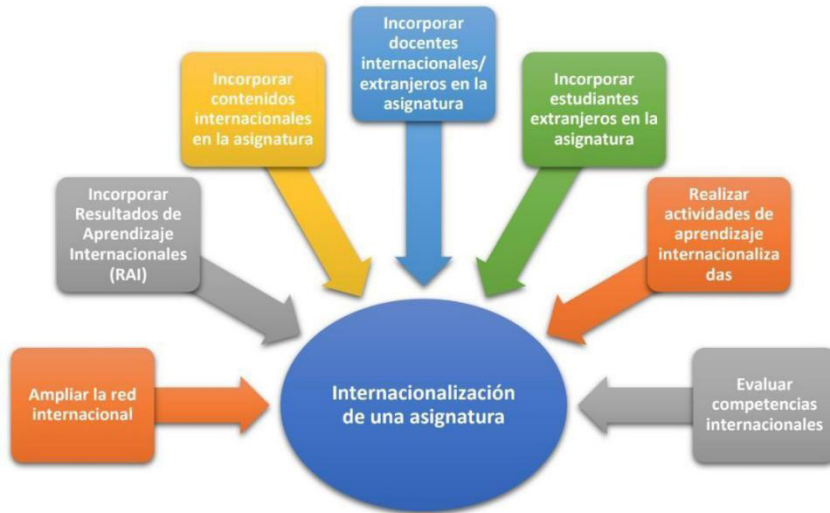 Incorporar
docentes
internacionales/
extranjeros en la
asignatura
Incorporar
contenidos
internacionales
en la asignatura
Incorporar
estudiantes
extranjeros en la
asignatura
Incorporar
Resultados de
Aprendizaje
Internacionales
(RAI)
Realizar
actividades de
aprendizaje
internacionaliza
das
Ampliar la red
internacional
Internacionalización
de una asignatura
Evaluar
competencias
internacionales